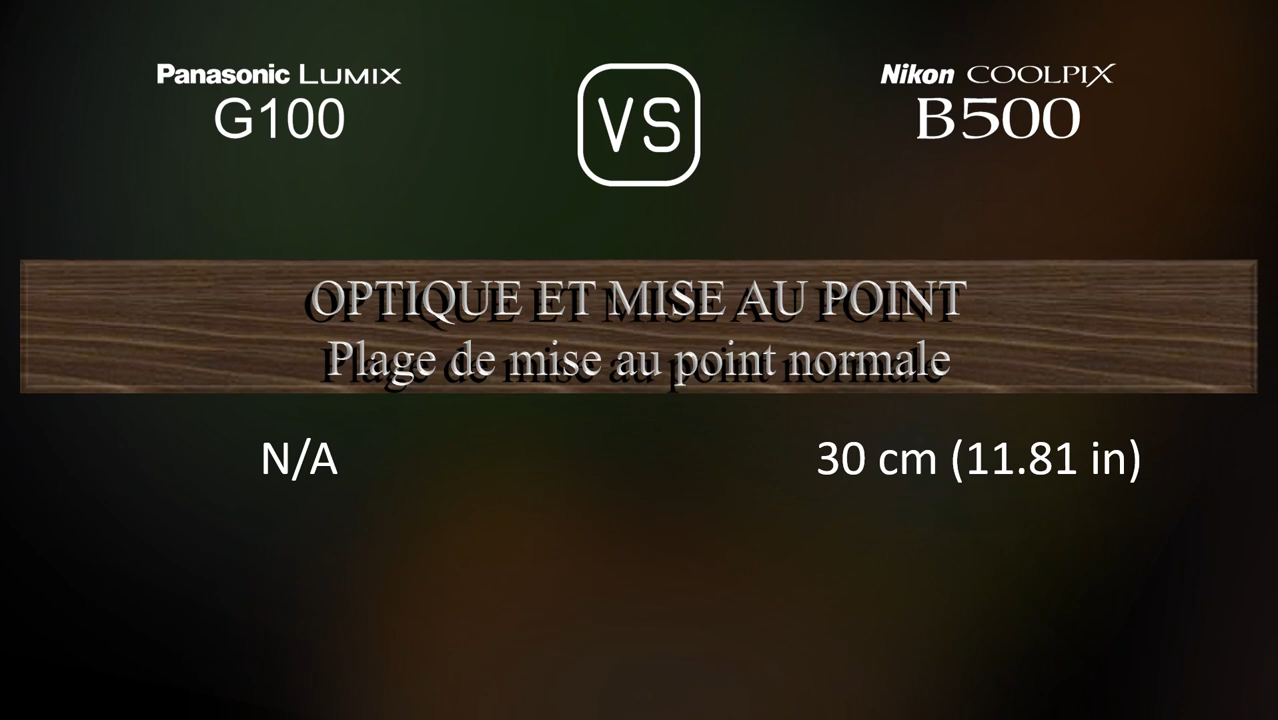 Panasonic LUMIX
G100
VS
Nikon COOLPIX
B500
OPTIQUE ET MISE AU POINT
Plage de mise au point normale
N/A
30 cm (11.81 in)